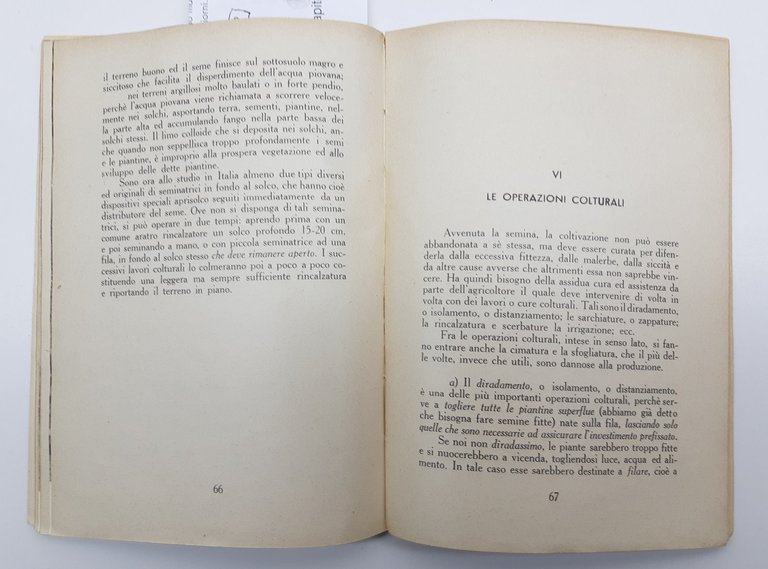 il terreno buono ed il seme finisce sul sottosuolo magro e
siccitoso che facilita il disperdimento dell'acqua piovana;
nei terreni argillosi molto baulati o in forte pendio,
perchè l'acqua piovana viene richiamata a scorrere veloce-
mente nei solchi, asportando terra, sementi, piantine, nel-
la parte alta ed accumulando fango nella parte bassa dei
solchi stessi. Il limo colloide che si deposita nei solchi, an-
che quando non seppellisca troppo profondamente i semi
e le piantine, è improprio alla prospera vegetazione ed allo
sviluppo delle dette piantine.
Sono ora allo studio in Italia almeno due tipi diversi
ed originali di seminatrici in fondo al solco, che hanno cioè
dispositivi speciali aprisolco seguiti immediatamente da un
distributore del seme. Ove non si disponga di tali semina-
trici, si può operare in due tempi: aprendo prima con un
comune aratro rincalzatore un solco profondo 15-20 cm,
e poi seminando a mano, o con piccola seminatrice ad una
fila, in fondo al solco stesso che deve rimanere aperto. I suc-
cessivi lavori colturali lo colmeranno poi a poco a poco co-
stituendo una leggera ma sempre sufficiente rincalzatura
e riportando il terreno in piano.
66
VI
LE OPERAZIONI COLTURALI
Avvenuta la semina, la coltivazione non può essere
abbandonata a sè stessa, ma deve essere curata per difen-
derla dalla eccessiva fittezza, dalle malerbe, dalla siccità e
da altre cause avverse che altrimenti essa non saprebbe vin-
cere. Ha quindi bisogno della assidua cura ed assistenza da
parte dell'agricoltore il quale deve intervenire di volta in
volta con dei lavori o cure colturali. Tali sono il diradamento,
o isolamento, o distanziamento; le sarchiature, o zappature;
la rincalzatura e scerbature la irrigazione; ecc.
Fra le operazioni colturali, intese in senso lato, si fan-
no entrare anche la cimatura e la sfogliatura, che il più del-
le volte, invece che utili, sono dannose alla produzione.
a) Il diradamento, o isolamento, o distanziamento,
è una delle più importanti operazioni colturali, perchè ser-
ve a togliere tutte le piantine superflue (abbiamo già detto
che bisogna fare semine fitte) nate sulla fila, lasciando solo
quelle che sono necessarie ad assicurare l'investimento prefissato.
Se noi non diradassimo, le piante sarebbero troppo fitte
e si nuocerebbero a vicenda, togliendosi luce, acqua ed ali-
mento. In tale caso esse sarebbero destinate a filare, cioè a
67